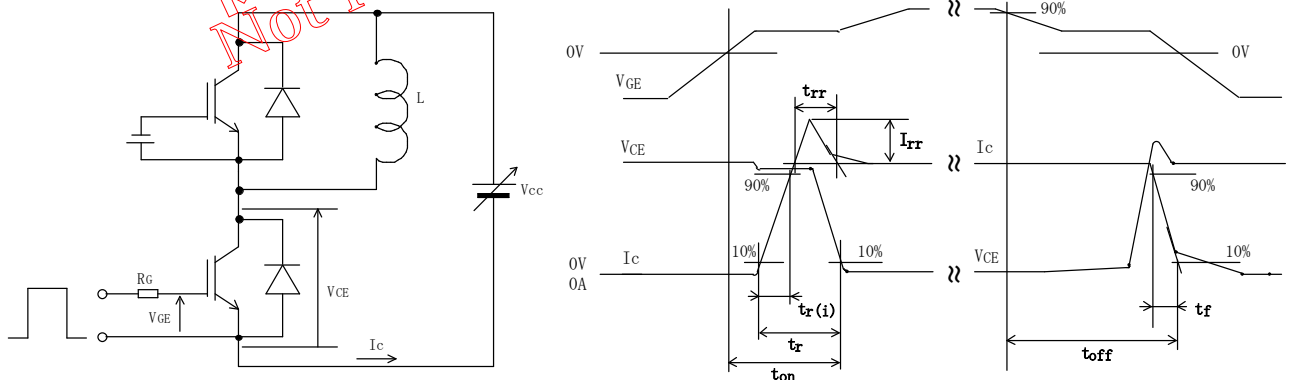 Not
L
Vcc
RG
VGE
VCE
Ic
0V
VGE
90%
0V
trr
Irr
VCE
Ic
90%
90%
10%
Ic
10%
VCE
10%
0V
0A
tr(i)
tf
tr
toff
ton